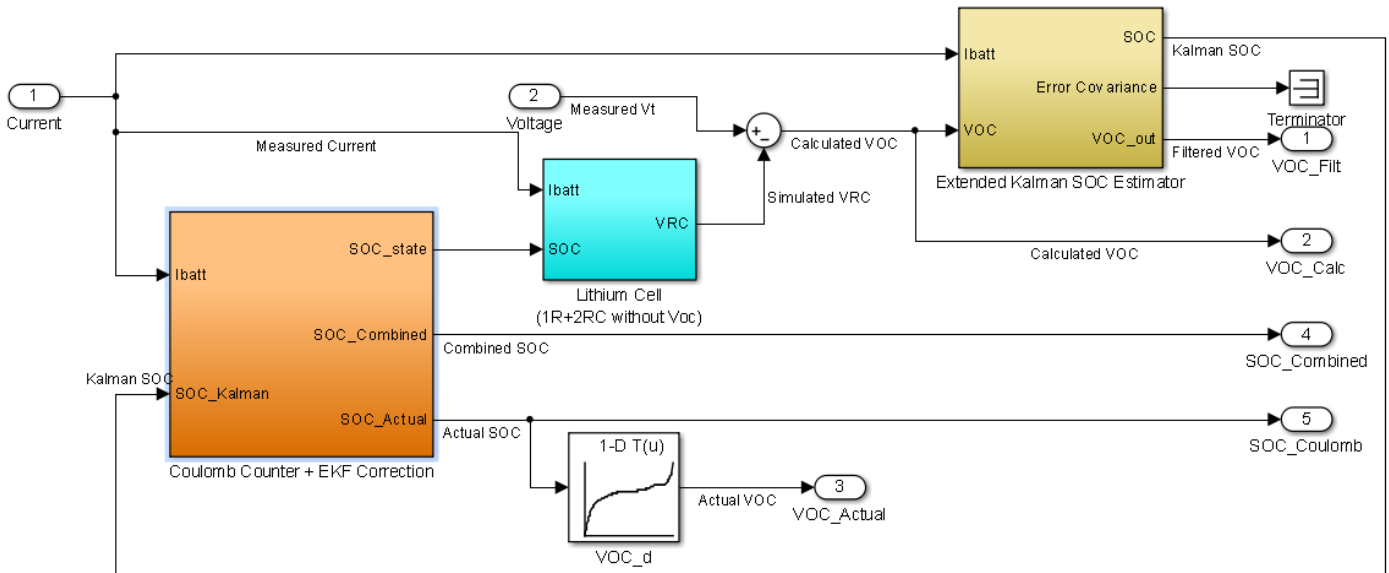 SOC
Kalman SOC
Ibatt
1
Current
2
Voltage
Measured Vt
Error Covariance
Terminator
+
-
VOC
VOC_out
Calculated VOC
Filtered VOC
1
VOC_Filt
Measured Current
Extended Kalman SOC Estimator
Ibatt
Simulated VRC
VRC
SOC
SOC_state
2
VOC_Calc
Calculated VOC
Ibatt
Lithium Cell
(1R+2RC without Voc)
SOC_Combined
Combined SOC
4
SOC_Combined
Kalman SOC
SOC_Kalman
SOC_Actual
Actual SOC
5
SOC_Coulomb
1-D T(u)
Coulomb Counter + EKF Correction
3
Actual VOC
VOC_Actual
VOC_d